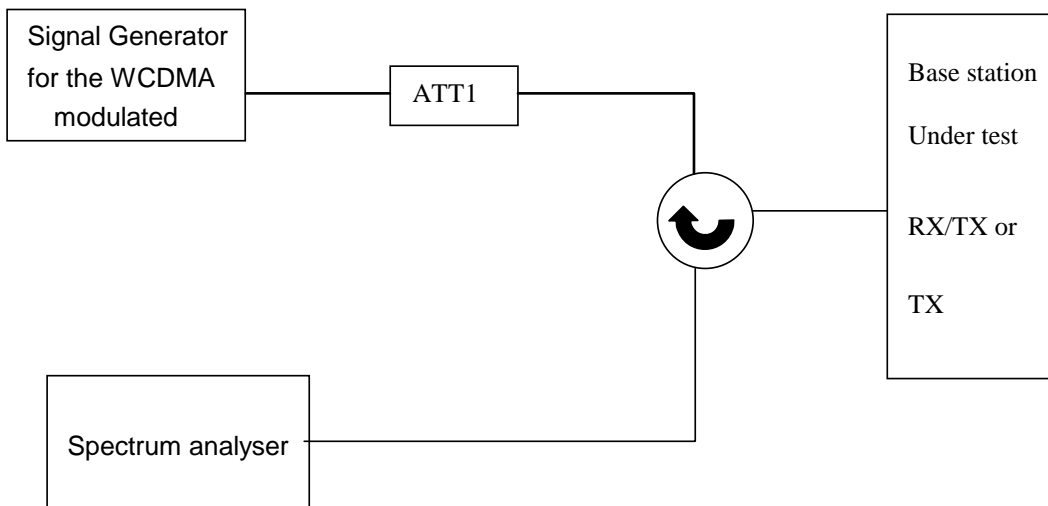 Signal Generator
for the WCDMA
modulated
ATT1
Base station
Under test
RX/TX or
TX
Spectrum analyser